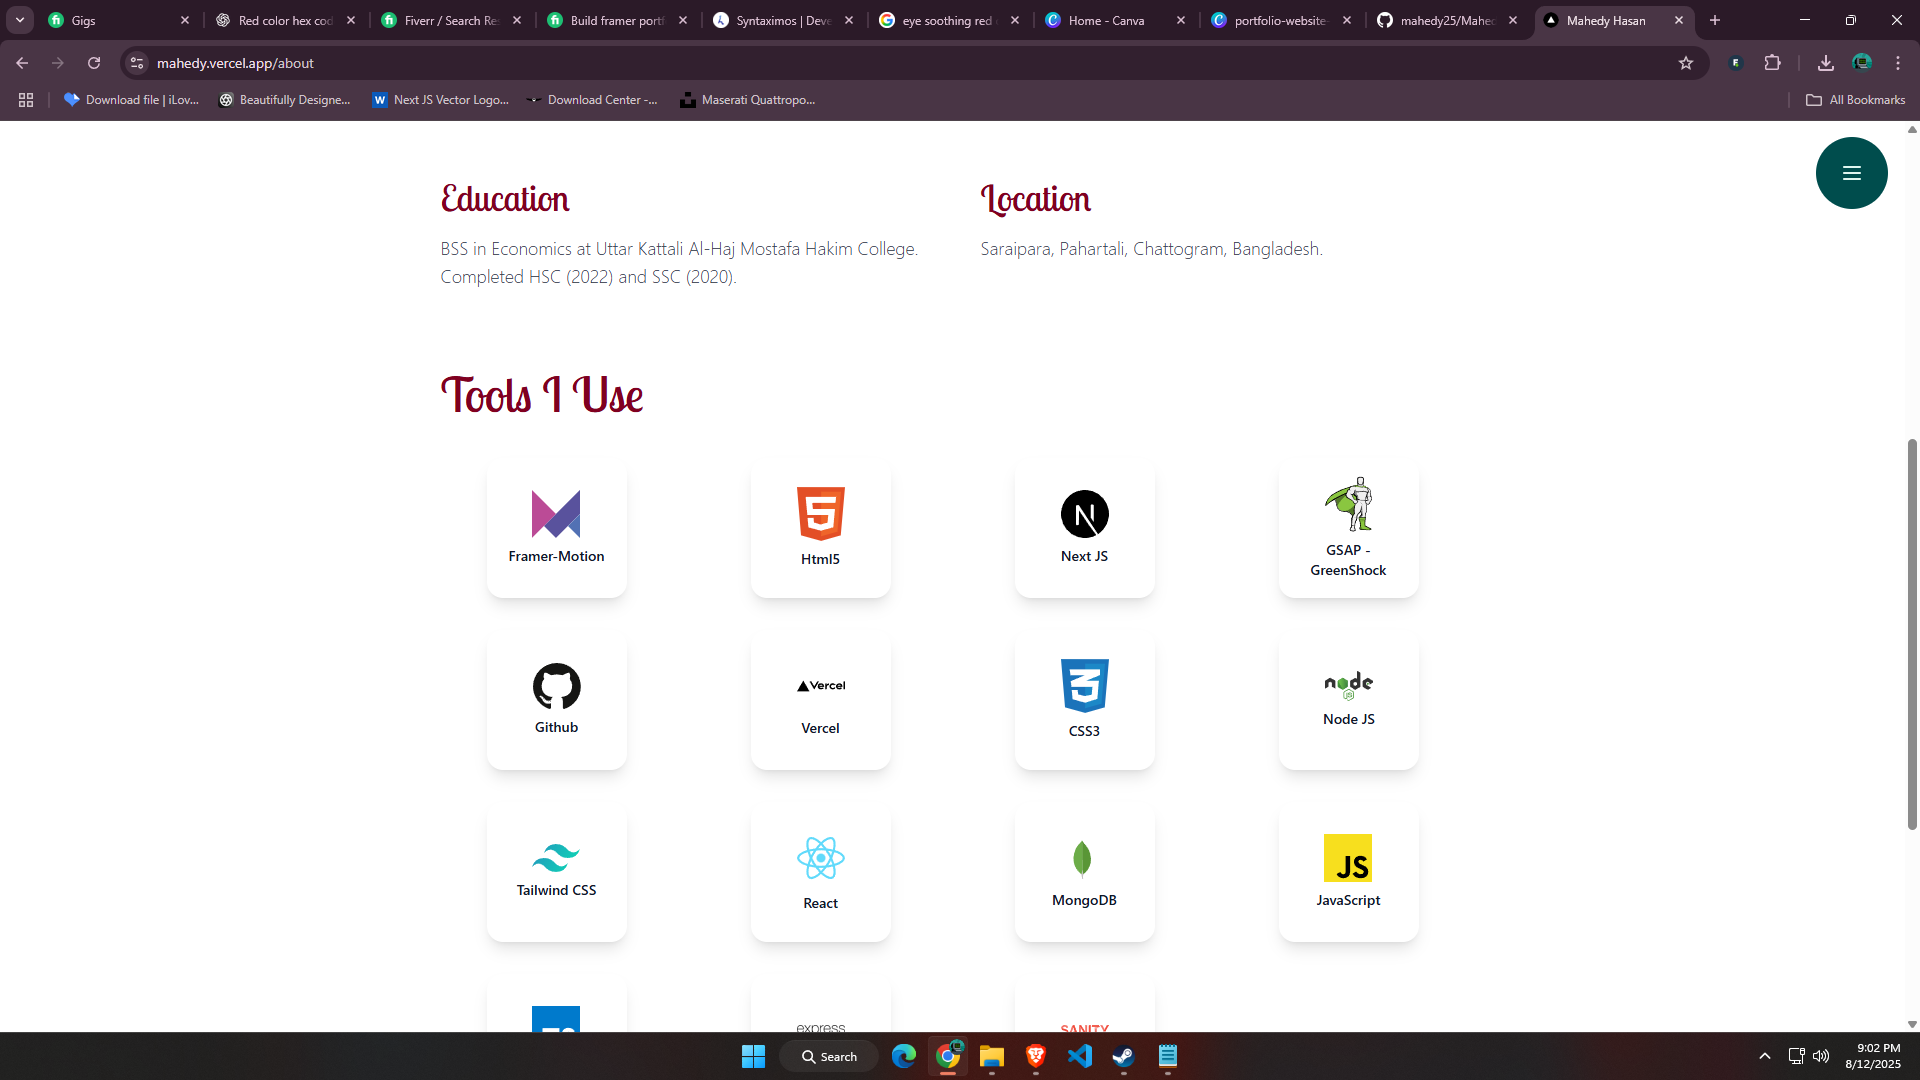 Gigs
Red color hex cod
Fiverr / Search Re
Build framer portf
Syntaximos | Deve
eye soothing red
Home - Canva
portfolio-website-
mahedy25/Mahed
Mahedy Hasan
mahedy.vercel.app/about
Download file | iLov...
Beautifully Designe...
Next JS Vector Logo...
Download Center -...
Maserati Quattropo...
All Bookmarks
Education
BSS in Economics at Uttar Kattali Al-Haj Mostafa Hakim College.
Completed HSC (2022) and SSC (2020).
Location
Saraipara, Pahartali, Chattogram, Bangladesh.
Tools I Use
Framer-Motion
5
Html5
N
Next JS
GSAP -
GreenShock
Github
Vercel
Vercel
3
CSS3
node
JS
Node JS
Tailwind CSS
React
MongoDB
JS
JavaScript
TS
express
SANITY
Search
9:02 PM
8/12/2025